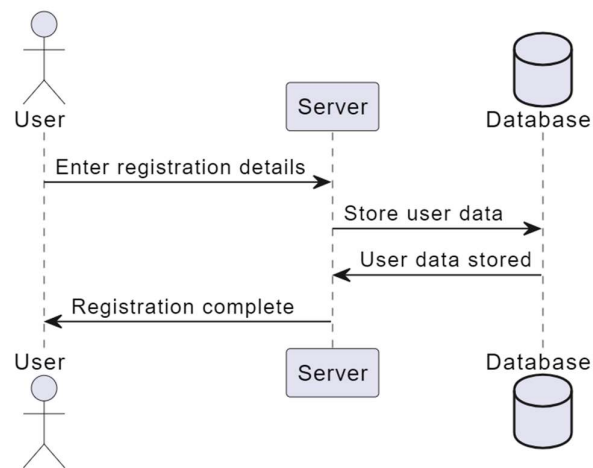 User
Server
Database
Enter registration details
Store user data
User data stored
Registration complete
User
Server
Database